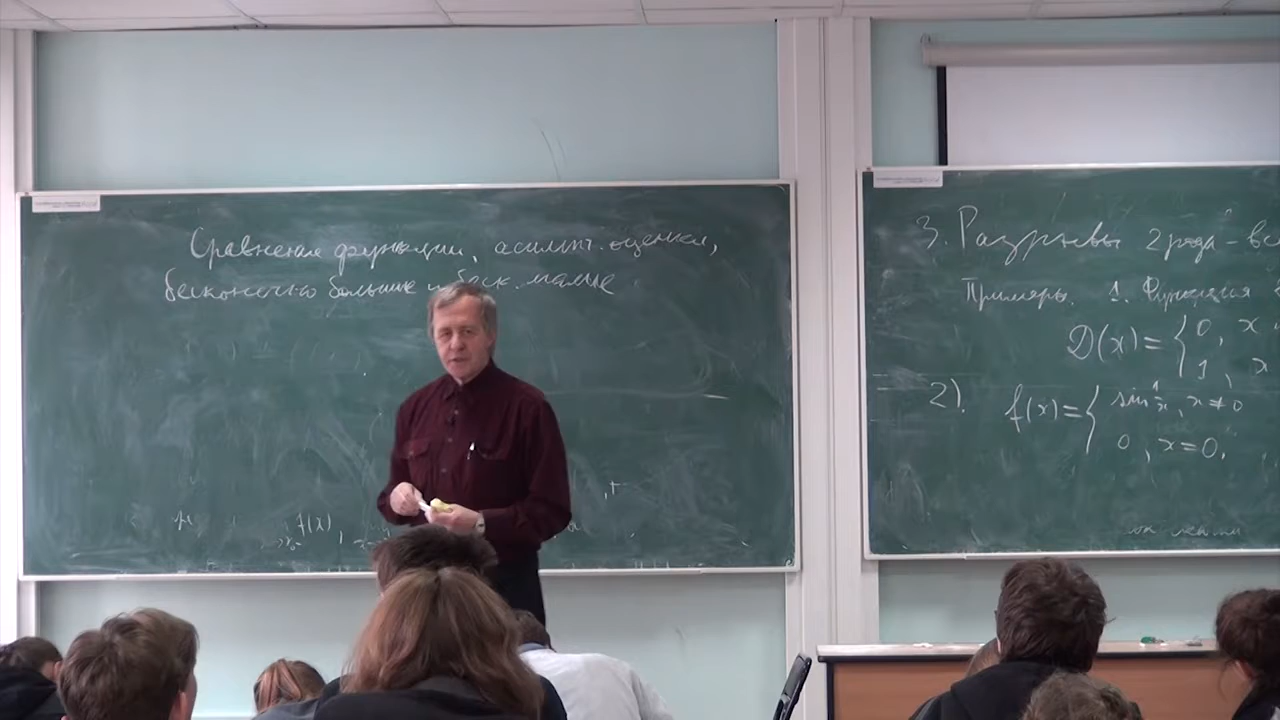 Сравнение функций, асимпт. оценки,
бесконечно большие и беск. малые.
f(x),
3. Разрывы 2 рода – вс
Примеры. 1. Функция
D(x) = { 0, x
1, x
2). f(x) = { sin 1/x, x ≠ 0
0, x = 0.